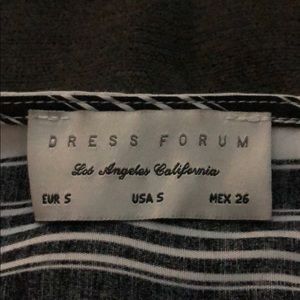 DRESS FORUM
Los Angeles California
EUR S USA S MEX 26